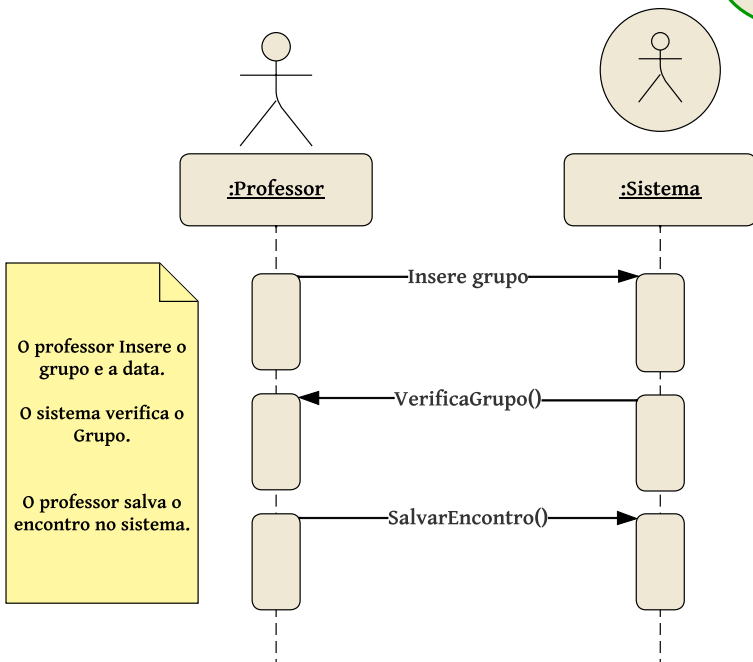 :Professor
:Sistema
Insere grupo
O professor Insere o
grupo e a data.
O sistema verifica o
Grupo.
O professor salva o
encontro no sistema.
VerificaGrupo()
SalvarEncontro()